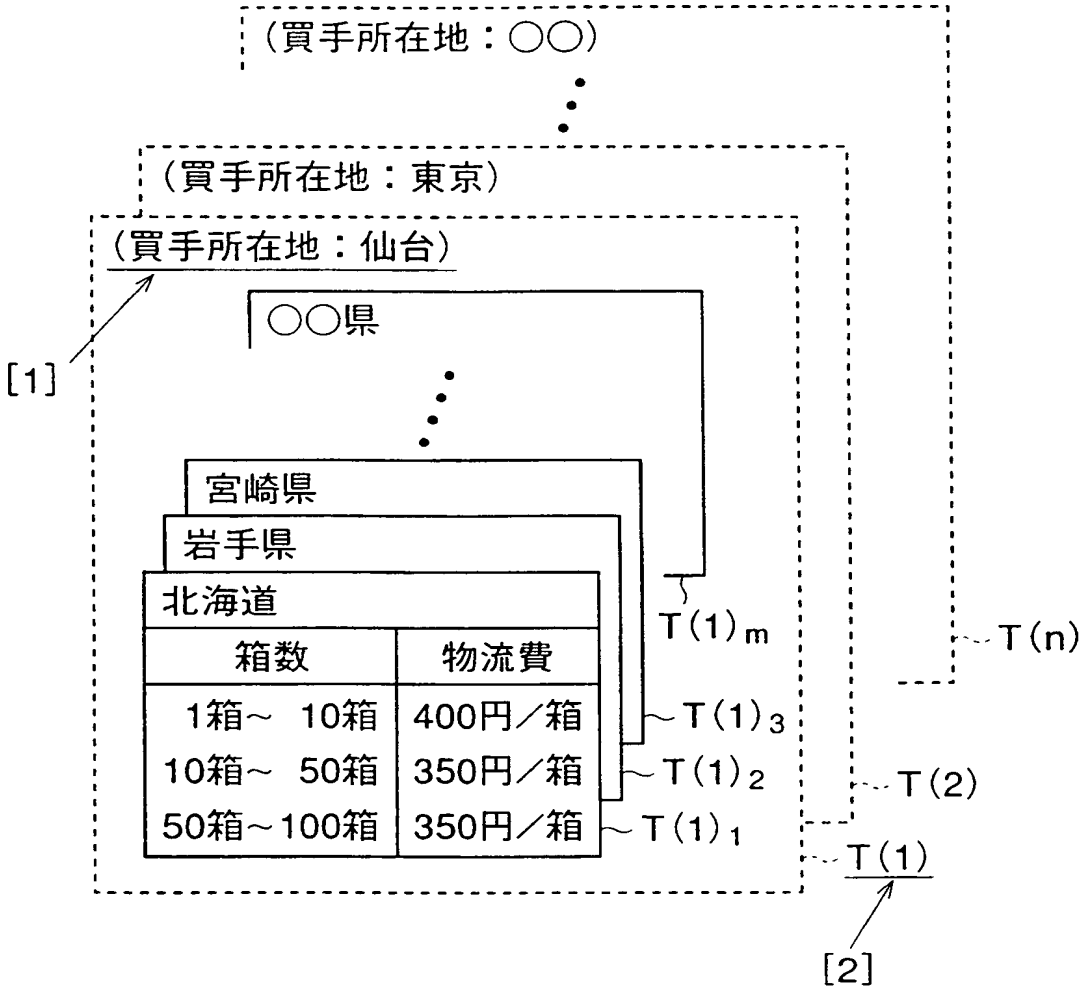 (買手所在地：○○)
(買手所在地：東京)
(買手所在地：仙台)
○○県
[1]
宮崎県
岩手県
北海道
T(1)m
箱数 物流費
T(n)
1箱～ 10箱 400円／箱
T(1)3
10箱～ 50箱 350円／箱
T(1)2
T(2)
50箱～100箱 350円／箱
T(1)1
T(1)
[2]